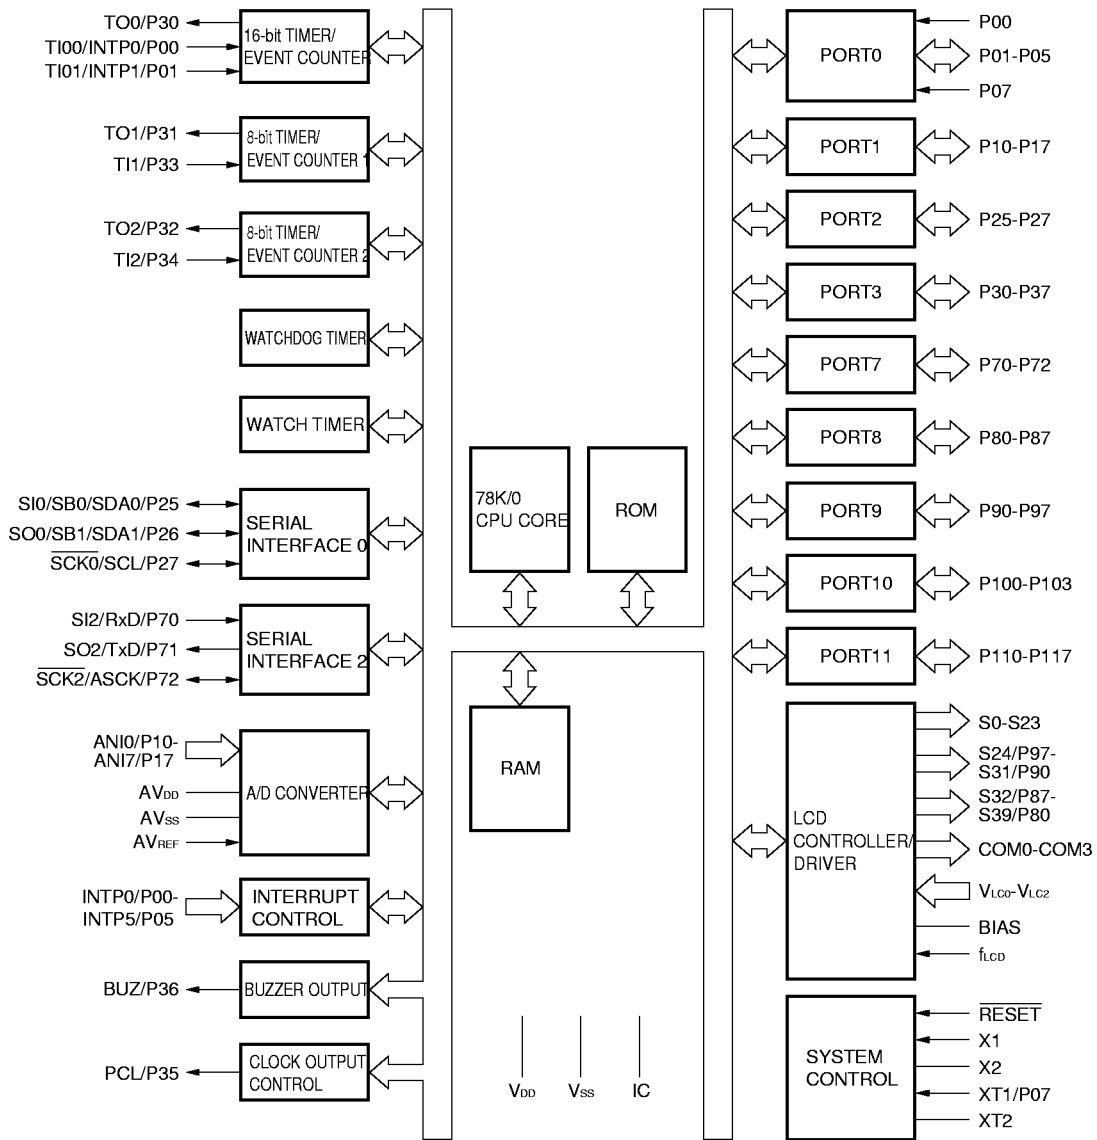 TO0/P30
TI00/INTP0/P00
TI01/INTP1/P01
16-bit TIMER/
EVENT COUNTER
TO1/P31
TI1/P33
8-bit TIMER/
EVENT COUNTER 1
TO2/P32
TI2/P34
8-bit TIMER/
EVENT COUNTER 2
WATCHDOG TIMER
WATCH TIMER
SI0/SB0/SDA0/P25
SO0/SB1/SDA1/P26
SCK0/SCL/P27
SERIAL
INTERFACE 0
SI2/RxD/P70
SO2/TxD/P71
SCK2/ASCK/P72
SERIAL
INTERFACE 2
ANI0/P10-
ANI7/P17
AVDD
AVSS
AVREF
A/D CONVERTER
INTP0/P00-
INTP5/P05
INTERRUPT
CONTROL
BUZ/P36
BUZZER OUTPUT
PCL/P35
CLOCK OUTPUT
CONTROL
78K/0
CPU CORE
ROM
RAM
VDD
VSS
IC
PORT0
P00
P01-P05
P07
PORT1
P10-P17
PORT2
P25-P27
PORT3
P30-P37
PORT7
P70-P72
PORT8
P80-P87
PORT9
P90-P97
PORT10
P100-P103
PORT11
P110-P117
LCD
CONTROLLER/
DRIVER
S0-S23
S24/P97-
S31/P90
S32/P87-
S39/P80
COM0-COM3
VLC0-VLC2
BIAS
fLCD
SYSTEM
CONTROL
RESET
X1
X2
XT1/P07
XT2